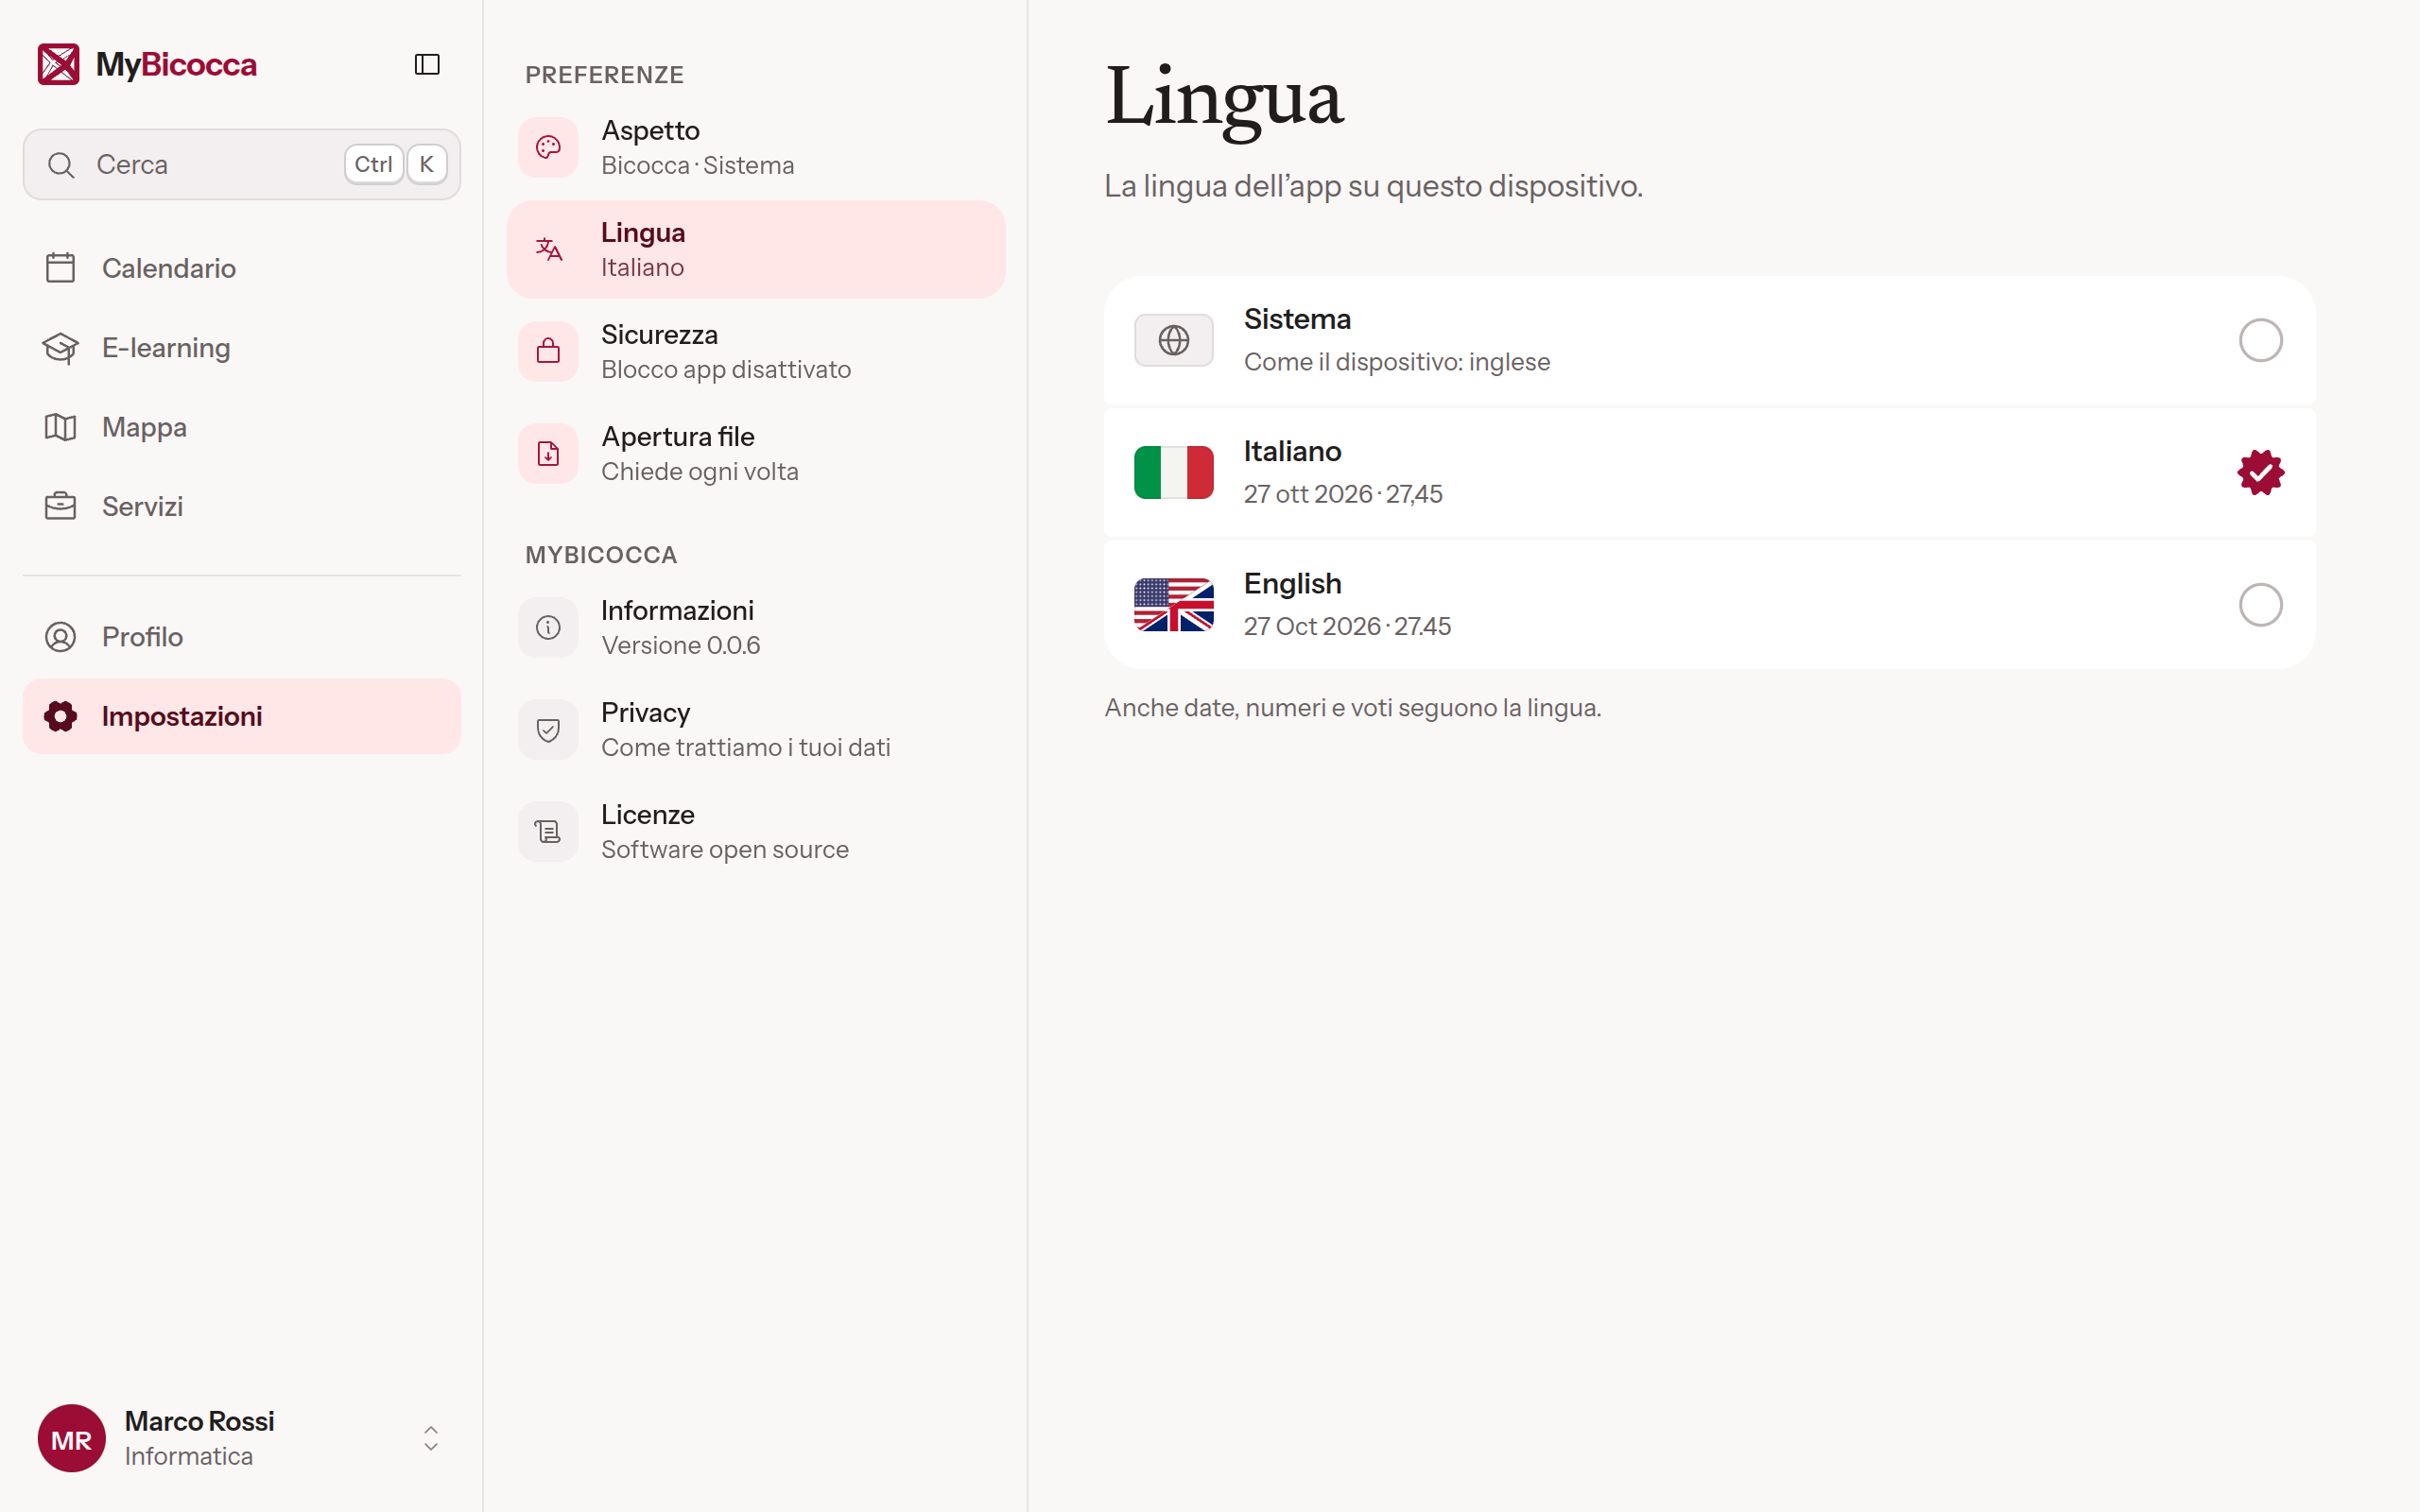 MyBicocca
Cerca
Ctrl K
Calendario
E-learning
Mappa
Servizi
Profilo
Impostazioni
MR
Marco Rossi
Informatica
PREFERENZE
Aspetto
Bicocca · Sistema
Lingua
Italiano
Sicurezza
Blocco app disattivato
Apertura file
Chiede ogni volta
MYBICOCCA
Informazioni
Versione 0.0.6
Privacy
Come trattiamo i tuoi dati
Licenze
Software open source
Lingua
La lingua dell’app su questo dispositivo.
Sistema
Come il dispositivo: inglese
Italiano
27 ott 2026 · 27,45
English
27 Oct 2026 · 27.45
Anche date, numeri e voti seguono la lingua.